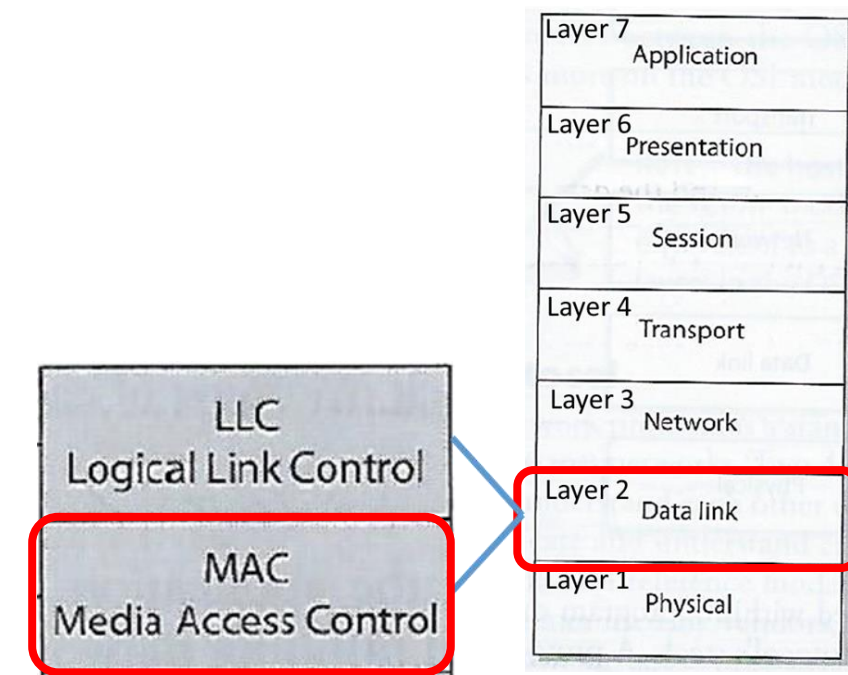 Layer 7
Application
Layer 6
Presentation
Layer 5
Session
Layer 4
Transport
Layer 3
Network
Layer 2
Data link
Layer 1
Physical
LLC
Logical Link Control
MAC
Media Access Control